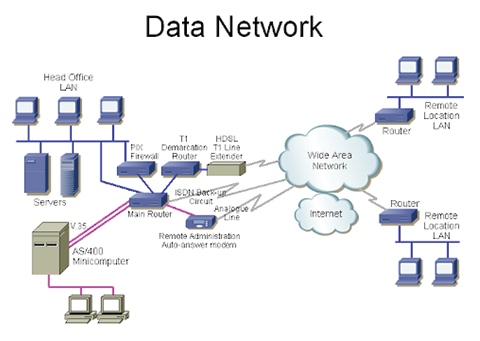 Data Network
Head Office
LAN
Servers
PIX
Firewall
T1
Demarcation
Router
HDSL
T1 Line
Extender
Main Router
ISDN Back-up
Circuit
Analogue
Line
Remote Administration
Auto-answer modem
V.35
AS/400
Minicomputer
Wide Area
Network
Internet
Router
Remote
Location
LAN
Router
Remote
Location
LAN